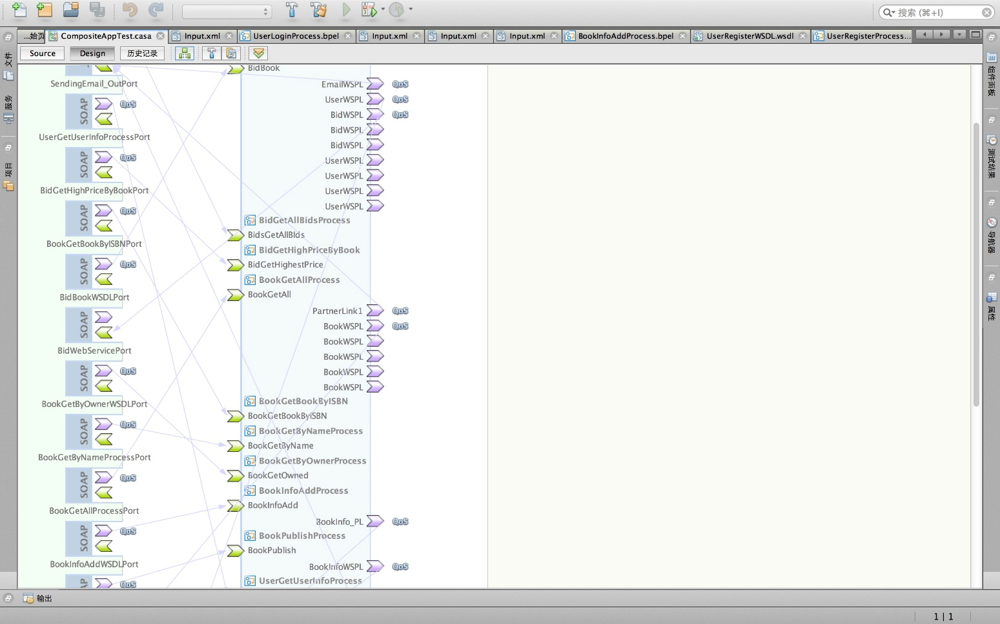 搜索 (⌘+I)
...始页
CompositeAppTest.casa
Input.xml
UserLoginProcess.bpel
Input.xml
Input.xml
Input.xml
BookInfoAddProcess.bpel
UserRegisterWSDL.wsdl
UserRegisterProcess...
Source
Design
历史记录
文件
服务
项目
组件面板
测试结果
导航器
属性
SendingEmail_OutPort
SOAP
QoS
UserGetUserInfoProcessPort
SOAP
QoS
BidGetHighPriceByBookPort
SOAP
QoS
BookGetBookByISBNPort
SOAP
QoS
BidBookWSDLPort
SOAP
BidWebServicePort
SOAP
QoS
BookGetByOwnerWSDLPort
SOAP
QoS
BookGetByNameProcessPort
SOAP
QoS
BookGetAllProcessPort
SOAP
QoS
BookInfoAddWSDLPort
AP
QoS
BidBook
EmailWSPL
QoS
UserWSPL
QoS
BidWSPL
QoS
BidWSPL
BidWSPL
UserWSPL
UserWSPL
UserWSPL
UserWSPL
BidGetAllBidsProcess
BidsGetAllBIds
BidGetHighPriceByBook
BidGetHighestPrice
BookGetAllProcess
BookGetAll
PartnerLink1
QoS
BookWSPL
QoS
BookWSPL
BookWSPL
BookWSPL
BookWSPL
BookGetBookByISBN
BookGetBookByiSBN
BookGetByNameProcess
BookGetByName
BookGetByOwnerProcess
BookGetOwned
BookInfoAddProcess
BookInfoAdd
BookInfo_PL
QoS
BookPublishProcess
BookPublish
BookInfoWSPL
QoS
UserGetUserInfoProcess
输出
1 | 1